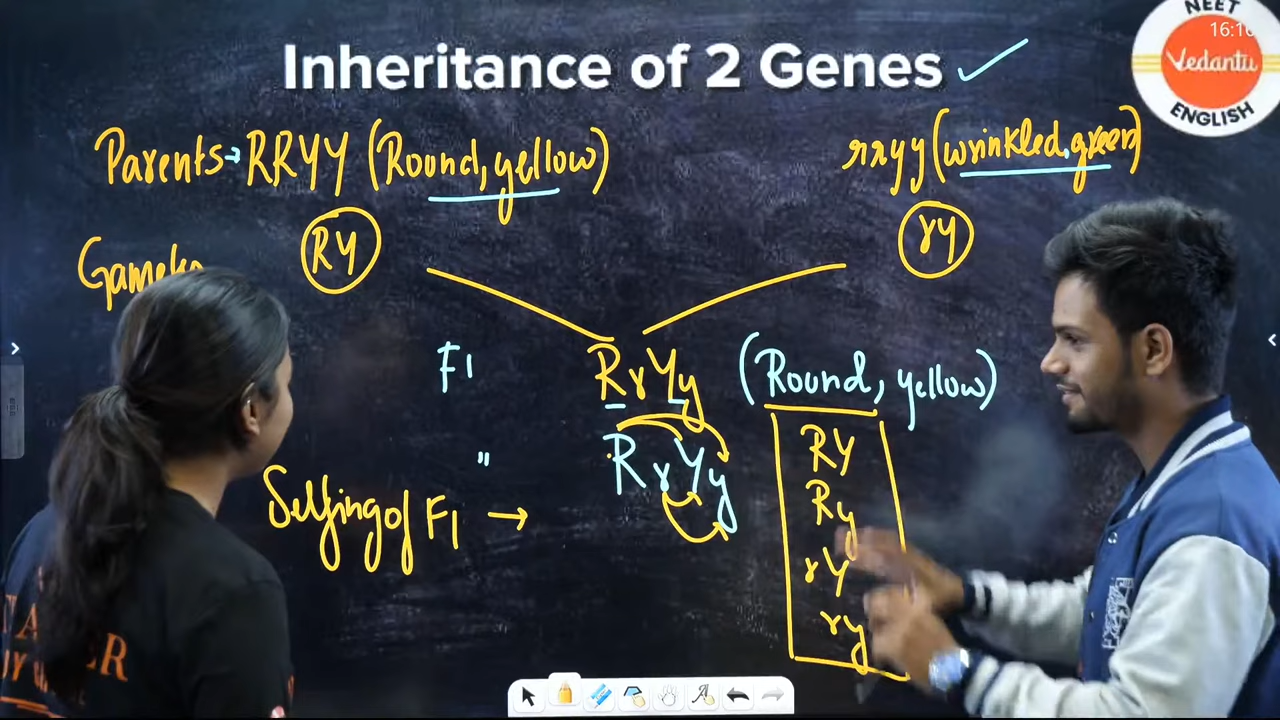 NEET
16:16
Vedantu
ENGLISH
Inheritance of 2 Genes
Parents → RRYY (Round, yellow)
rryy (wrinkled, green)
RY
rY
F1
RrYy (Round, yellow)
"
RrYy
Selfing of F1 →
RY
Ry
rY
ry